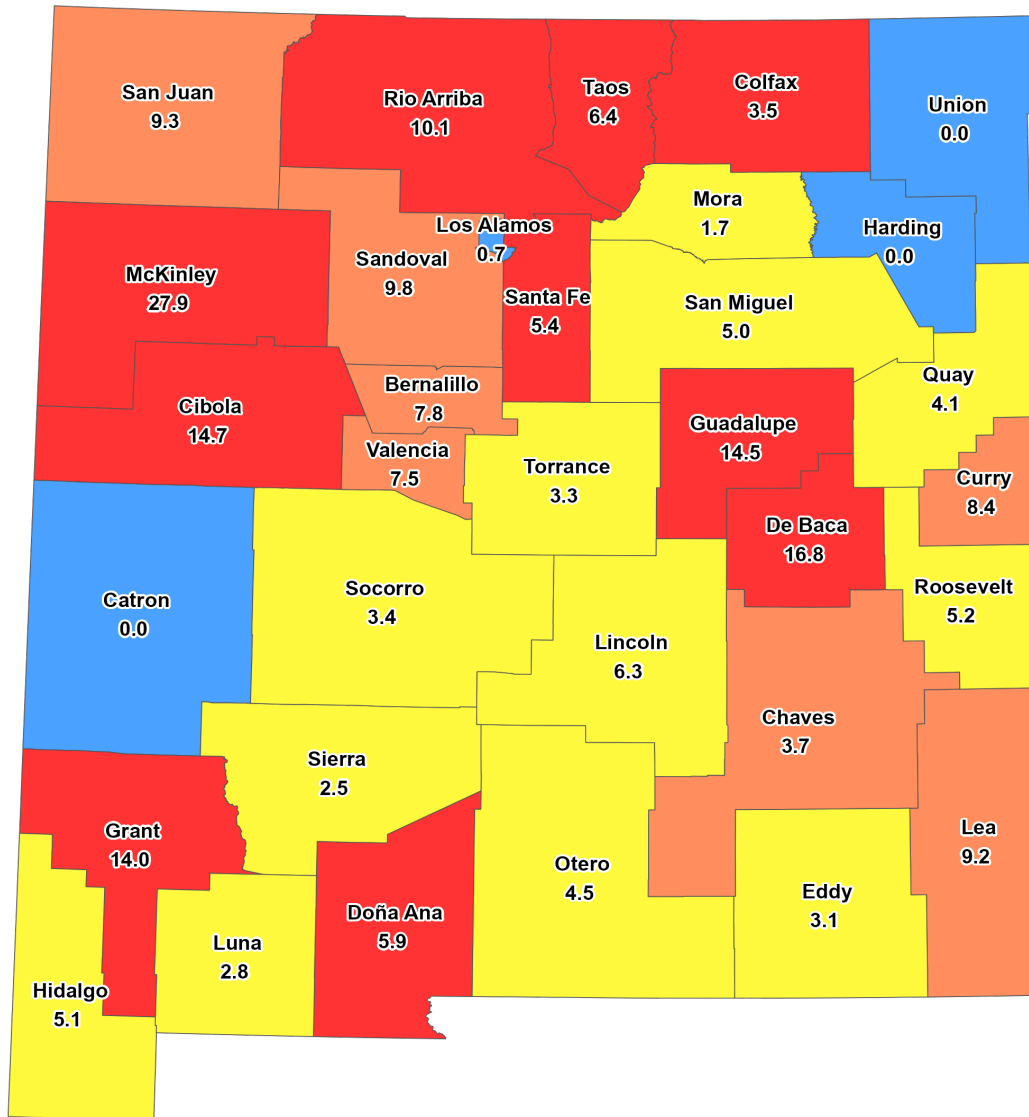 San Juan
9.3
Rio Arriba
10.1
Taos
6.4
Colfax
3.5
Union
0.0
Mora
1.7
Harding
0.0
Los Alamos
0.7
McKinley
27.9
Sandoval
9.8
Santa Fe
5.4
San Miguel
5.0
Quay
4.1
Cibola
14.7
Bernalillo
7.8
Valencia
7.5
Torrance
3.3
Guadalupe
14.5
Curry
8.4
De Baca
16.8
Catron
0.0
Socorro
3.4
Roosevelt
5.2
Lincoln
6.3
Chaves
3.7
Sierra
2.5
Grant
14.0
Otero
4.5
Lea
9.2
Eddy
3.1
Doña Ana
5.9
Luna
2.8
Hidalgo
5.1